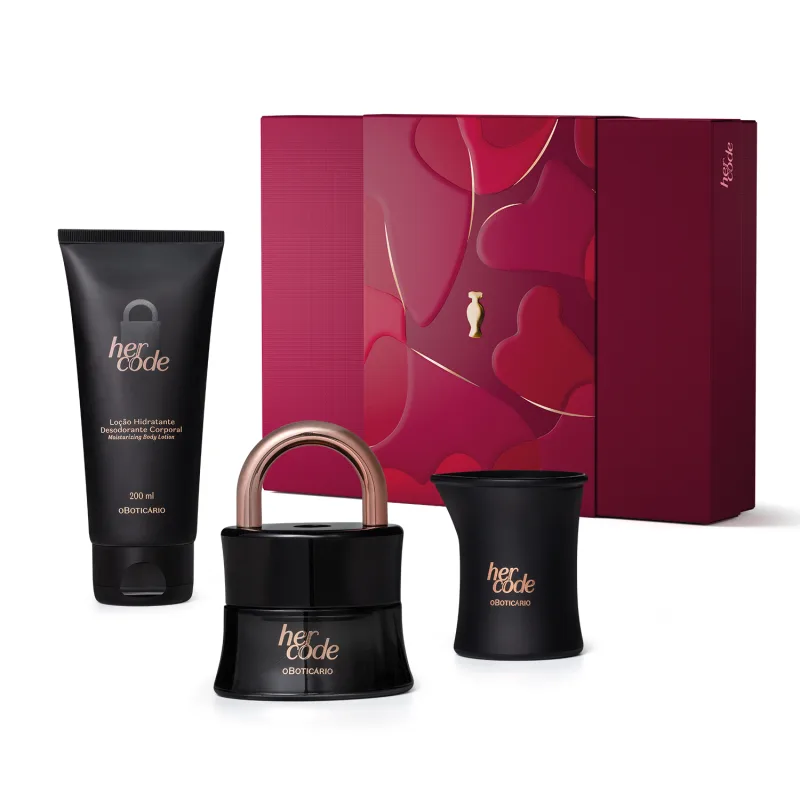 her
code
Loção Hidratante
Desodorante Corporal
Moisturizing Body Lotion
200 ml
oBOTICÁRIO
her
code
oBOTICÁRIO
her
code
oBOTICÁRIO
her
code